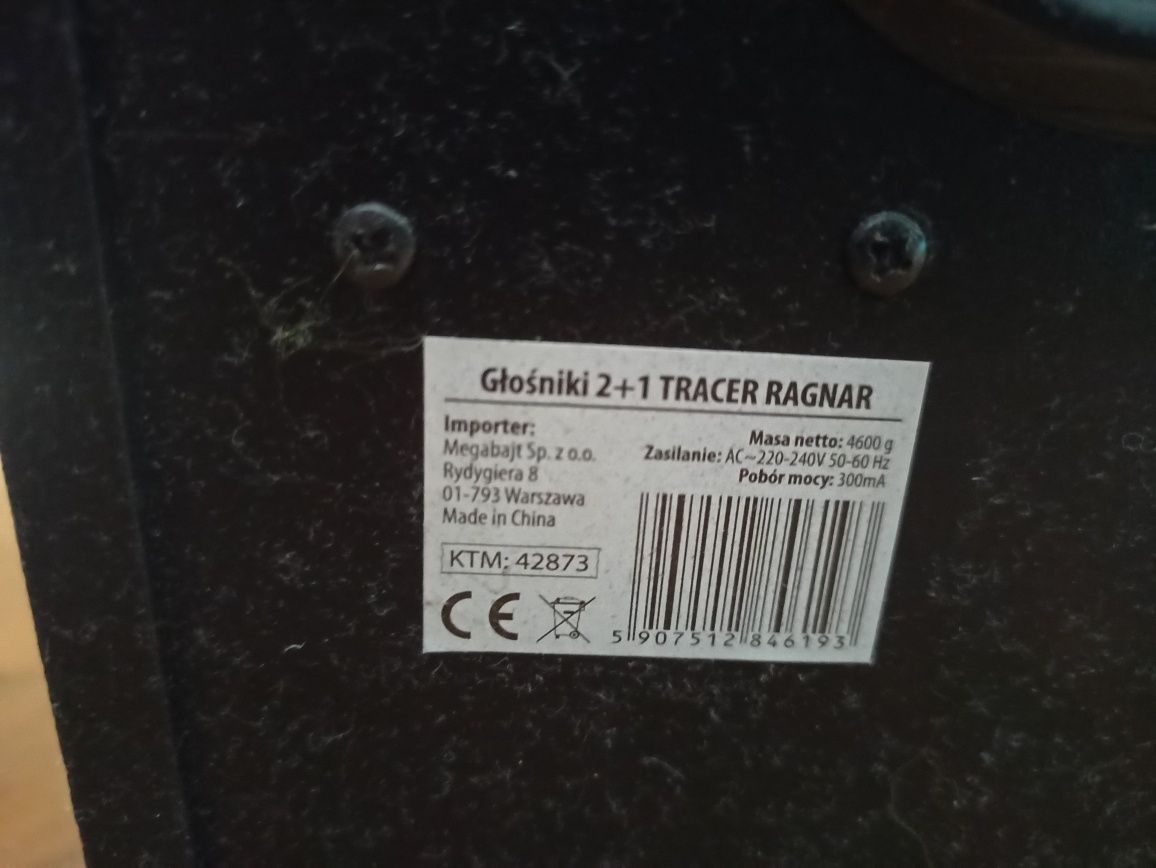 Głośniki 2+1 TRACER RAGNAR
Importer:
Megabajt Sp. z o.o.
Rydygiera 8
01-793 Warszawa
Made in China
Masa netto: 4600 g
Zasilanie: AC~220-240V 50-60 Hz
Pobór mocy: 300mA
KTM: 42873
CE
5 907512 846193